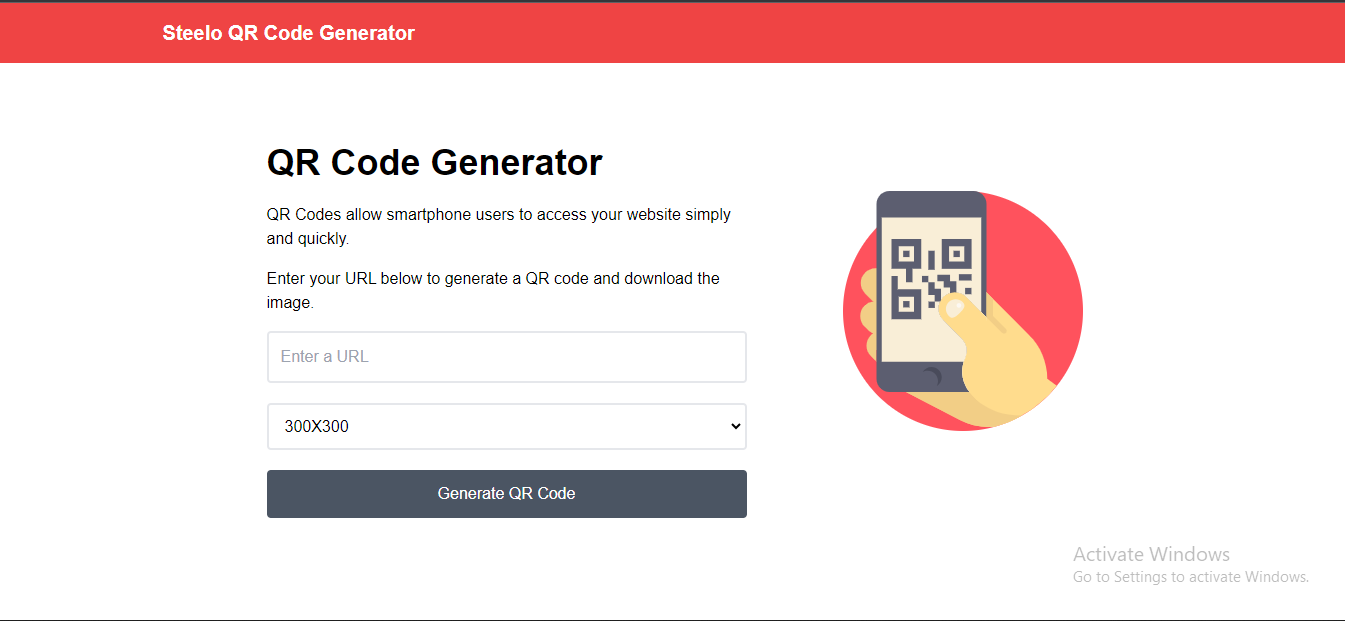 Steelo QR Code Generator
QR Code Generator
QR Codes allow smartphone users to access your website simply
and quickly.
Enter your URL below to generate a QR code and download the
image.
Enter a URL
300X300
Generate QR Code
Activate Windows
Go to Settings to activate Windows.